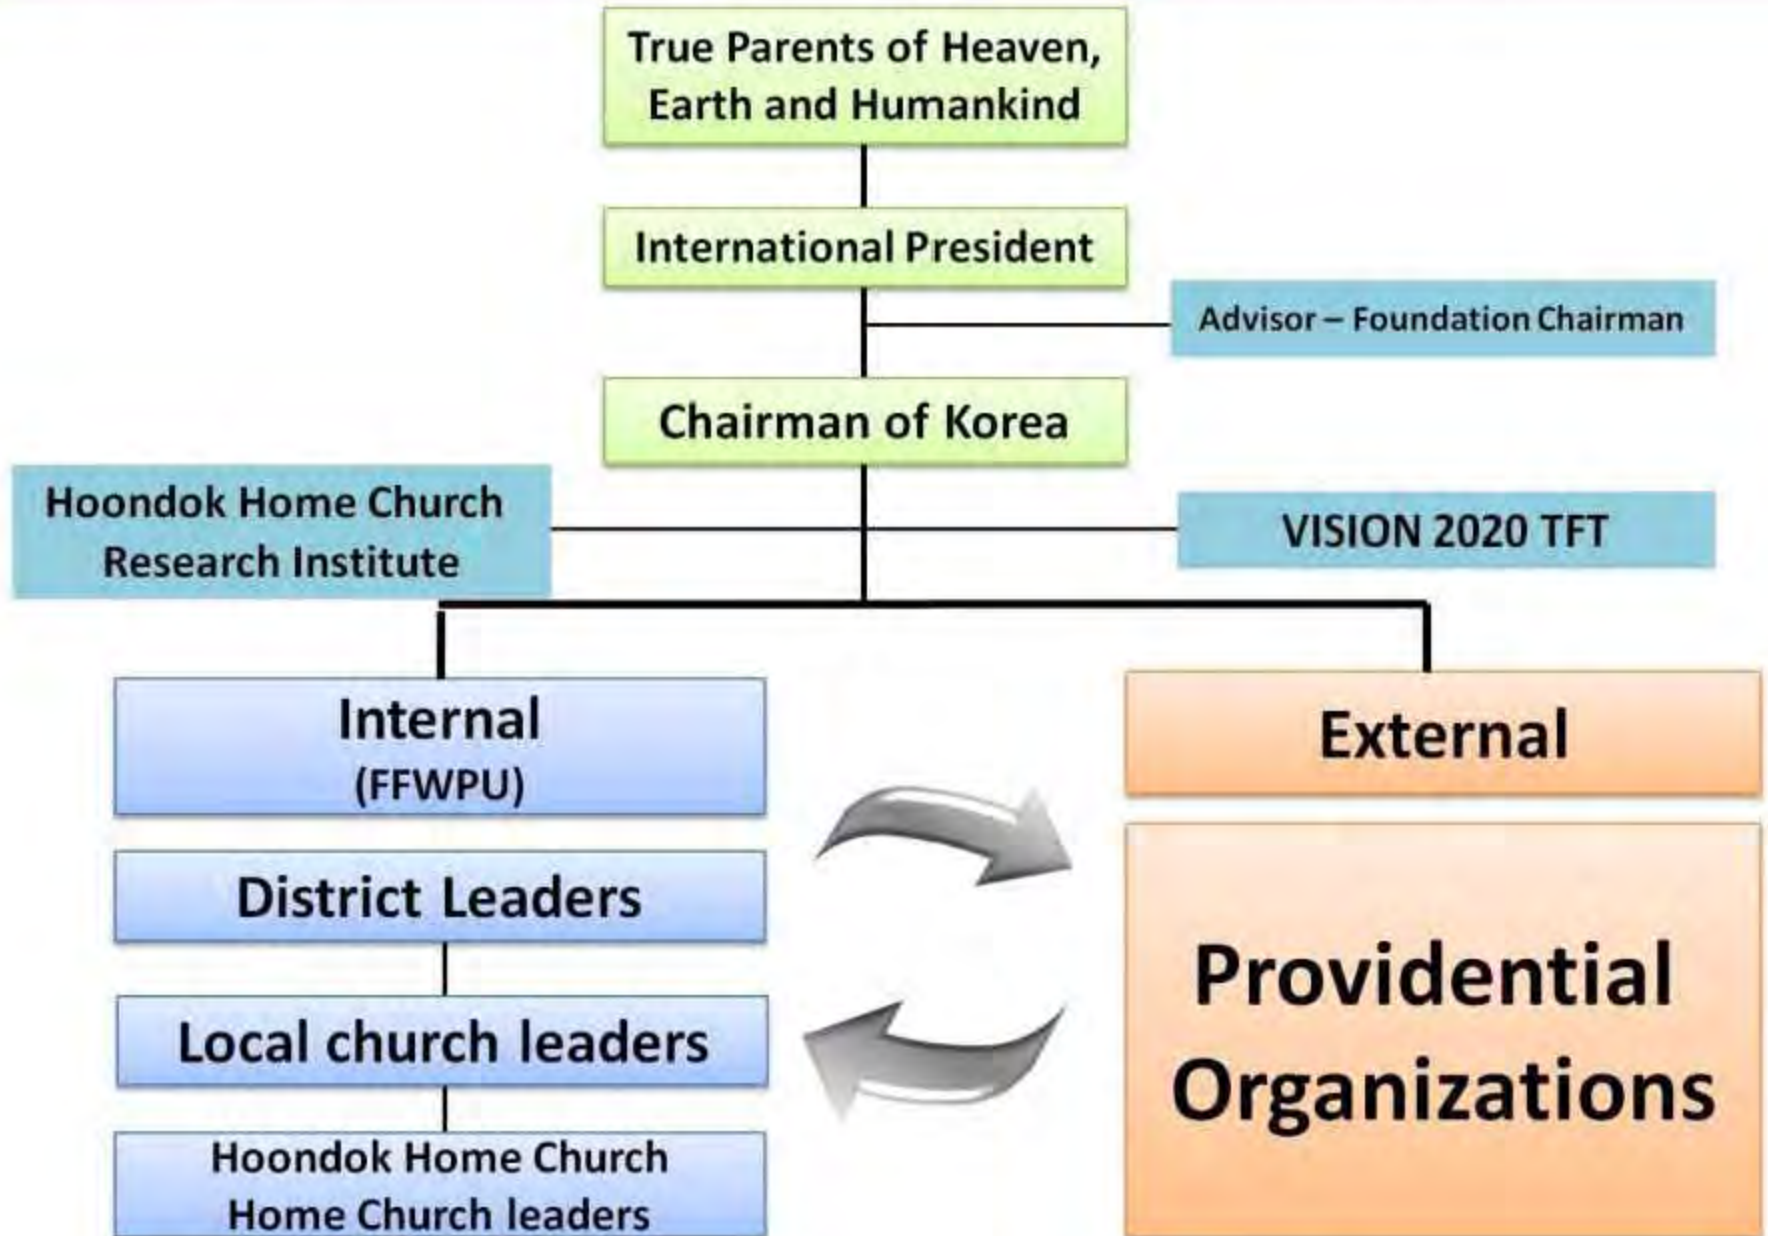 True Parents of Heaven,
Earth and Humankind
International President
Advisor – Foundation Chairman
Chairman of Korea
Hoondok Home Church
Research Institute
VISION 2020 TFT
Internal
(FFWPU)
External
District Leaders
Local church leaders
Hoondok Home Church
Home Church leaders
Providential
Organizations